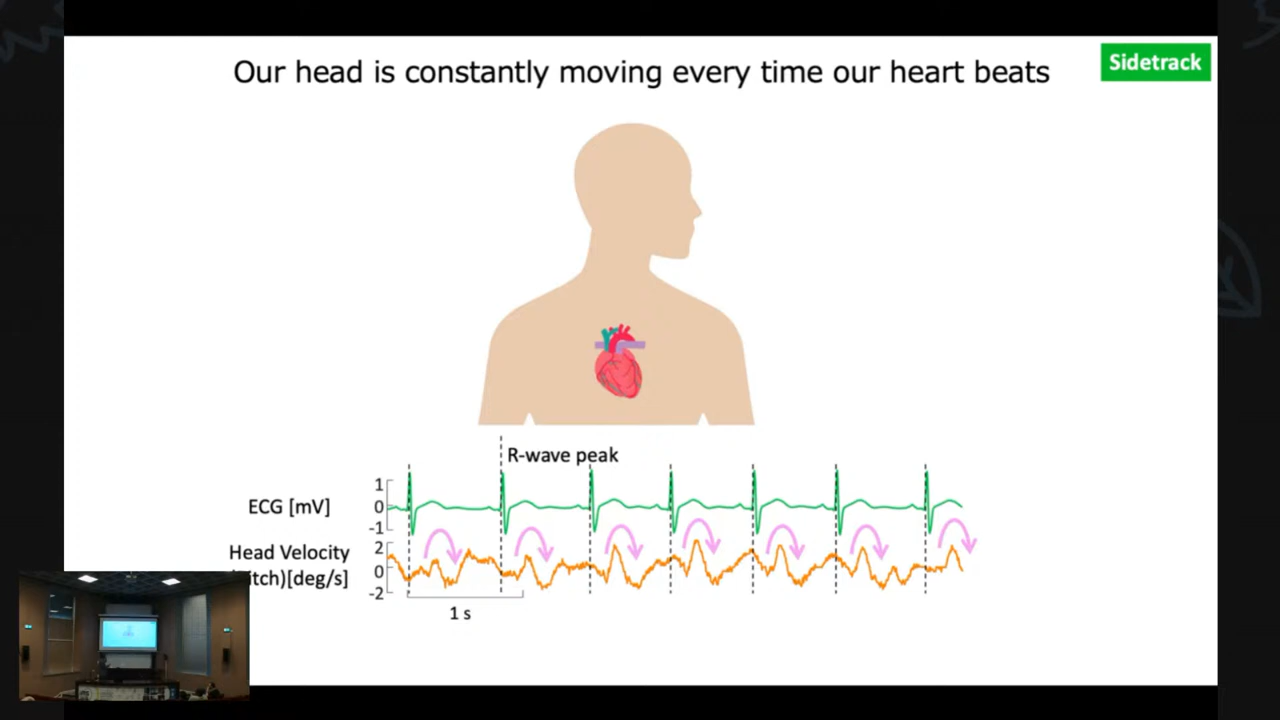 Our head is constantly moving every time our heart beats
Sidetrack
R-wave peak
ECG [mV]
1
0
-1
Head Velocity
itch)[deg/s]
2
0
-2
1 s